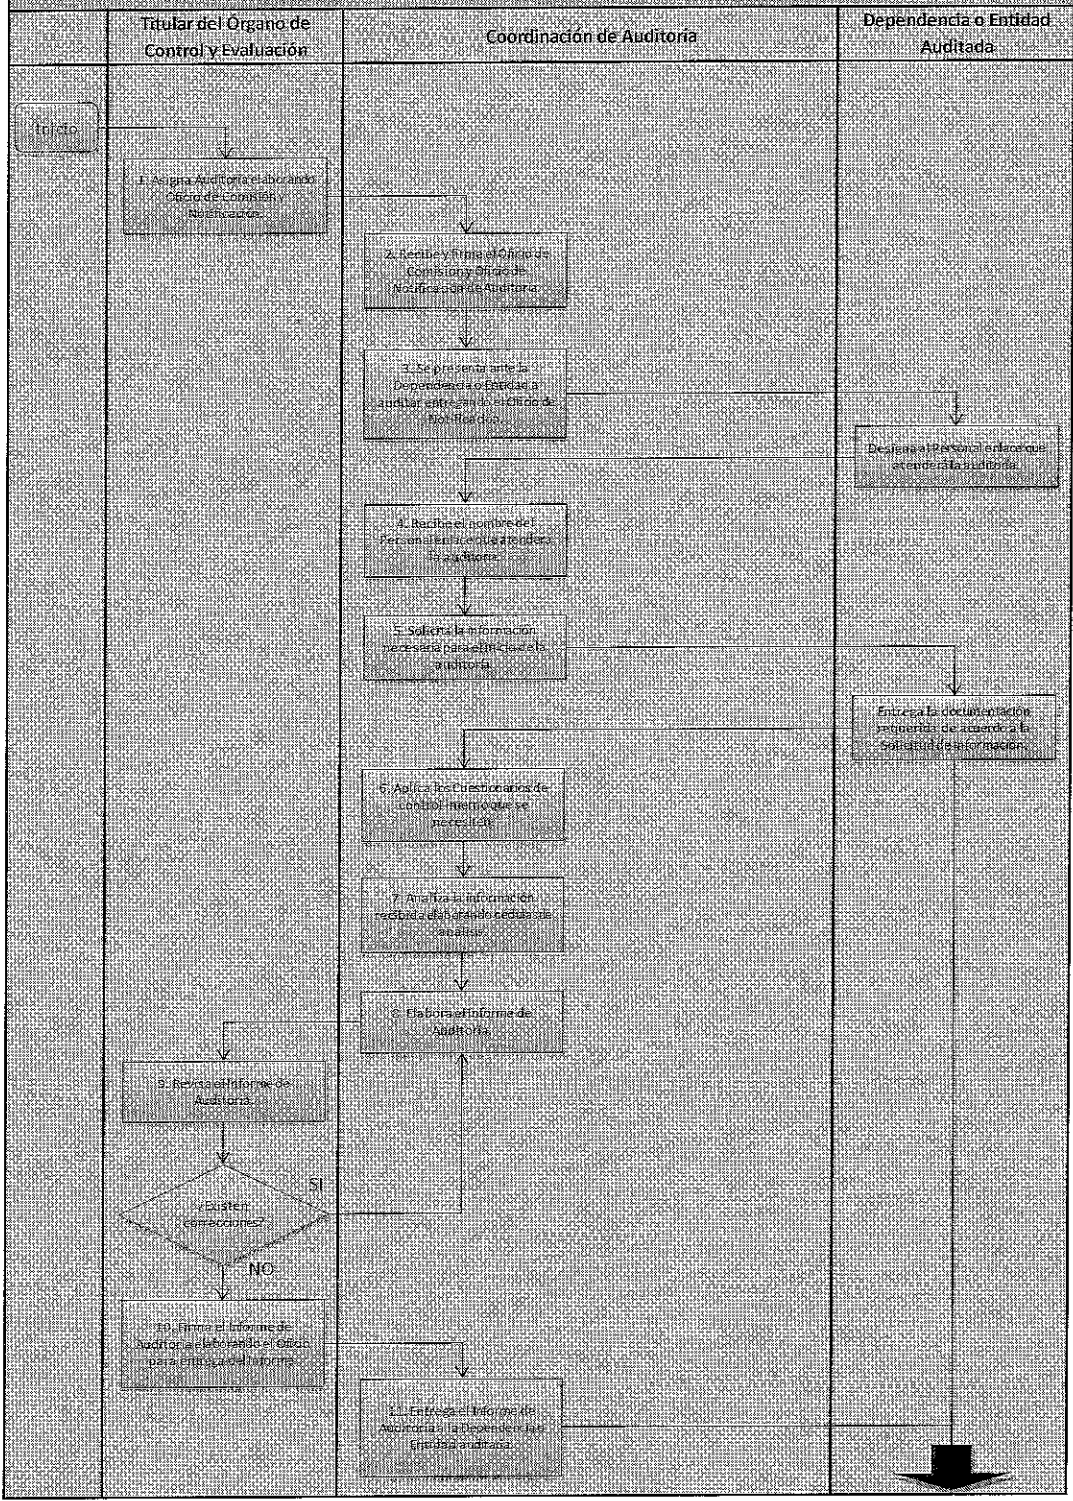 Titular del Órgano de
Control y Evaluación
Coordinación de Auditoría
Dependencia o Entidad
Auditada
Inicio
1. Asigna Auditoría elaborando
Oficio de Comisión y
Notificación.
2. Recibe y firma el Oficio de
Comisión y Oficio de
Notificación de Auditoría.
3. Se presenta ante la
Dependencia o Entidad a
auditar entregando el Oficio de
Notificación.
Designa al Personal enlace que
atenderá la auditoría.
4. Recibe el nombre del
Personal enlace que atenderá
la auditoría.
5. Solicita la información
necesaria para el inicio de la
auditoría.
Entrega la documentación
requerida de acuerdo a la
Solicitud de información.
6. Aplica los Cuestionarios de
control interno que se
necesiten.
7. Analiza la información
recibida elaborando cédulas de
análisis.
8. Elabora el Informe de
Auditoría.
9. Revisa el Informe de
Auditoría.
¿Existen
correcciones?
SI
NO
10. Firma el Informe de
Auditoría elaborando el Oficio
para entrega del Informe.
11. Entrega el Informe de
Auditoría a la Dependencia o
Entidad auditada.